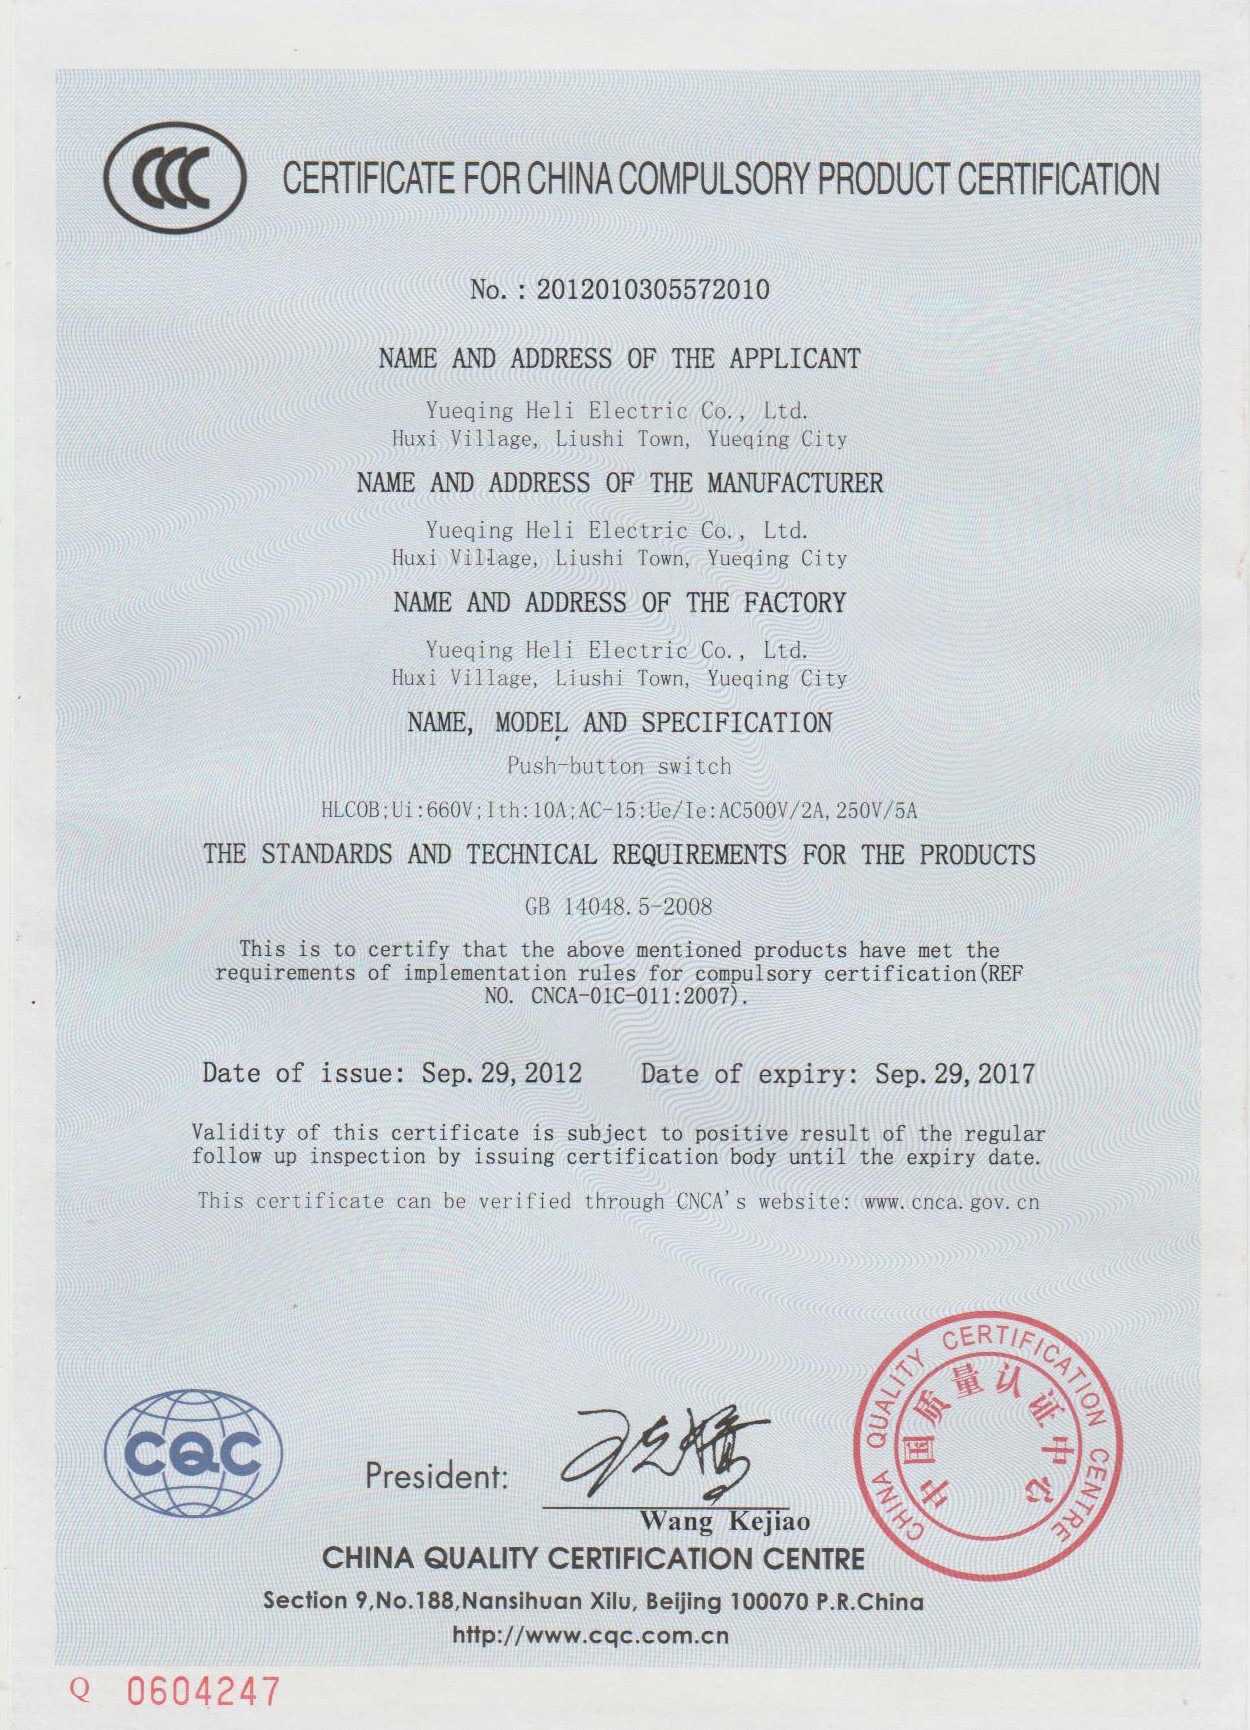 CCC
CERTIFICATE FOR CHINA COMPULSORY PRODUCT CERTIFICATION
No.: 2012010305572010
NAME AND ADDRESS OF THE APPLICANT
Yueqing Heli Electric Co., Ltd.
Huxi Village, Liushi Town, Yueqing City
NAME AND ADDRESS OF THE MANUFACTURER
Yueqing Heli Electric Co., Ltd.
Huxi Village, Liushi Town, Yueqing City
NAME AND ADDRESS OF THE FACTORY
Yueqing Heli Electric Co., Ltd.
Huxi Village, Liushi Town, Yueqing City
NAME, MODEL AND SPECIFICATION
Push-button switch
HLCOB;Ui:660V;Ith:10A;AC-15:Ue/Ie:AC500V/2A,250V/5A
THE STANDARDS AND TECHNICAL REQUIREMENTS FOR THE PRODUCTS
GB 14048.5-2008
This is to certify that the above mentioned products have met the
requirements of implementation rules for compulsory certification(REF
NO. CNCA-01C-011:2007).
Date of issue: Sep.29,2012 Date of expiry: Sep.29,2017
Validity of this certificate is subject to positive result of the regular
follow up inspection by issuing certification body until the expiry date.
This certificate can be verified through CNCA's website: www.cnca.gov.cn
CQC
President:
Wang Kejiao
CHINA QUALITY CERTIFICATION CENTRE
中国质量认证中心
CHINA QUALITY CERTIFICATION CENTRE
Section 9,No.188,Nansihuan Xilu, Beijing 100070 P.R.China
http://www.cqc.com.cn
Q 0604247